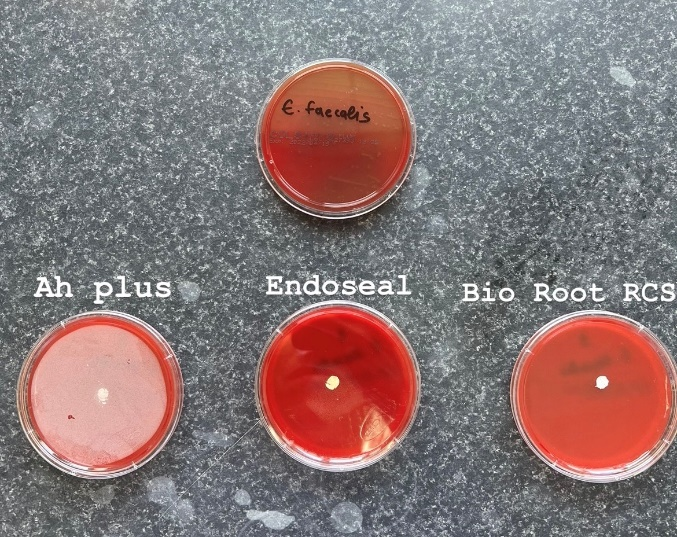 E. faecalis
Ah plus
Endoseal
Bio Root RCS